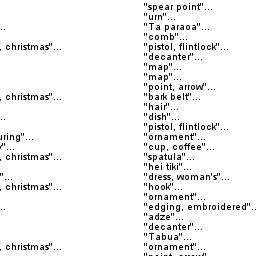 ..
, christmas"...
, christmas"...
..
uring"...
"...
, christmas"...
"...
, christmas"...
..
, christmas"...
"spear point"...
"urn"...
"Ta paraoa"...
"comb"...
"pistol, flintlock"...
"decanter"...
"map"...
"map"...
"point, arrow"...
"bark belt"...
"hair"...
"dish"...
"pistol, flintlock"...
"ornament"...
"cup, coffee"...
"spatula"...
"hei tiki"...
"dress, woman's"...
"hook"...
"ornament"...
"edging, embroidered"..
"adze"...
"decanter"...
"Tabua"...
"ornament"...